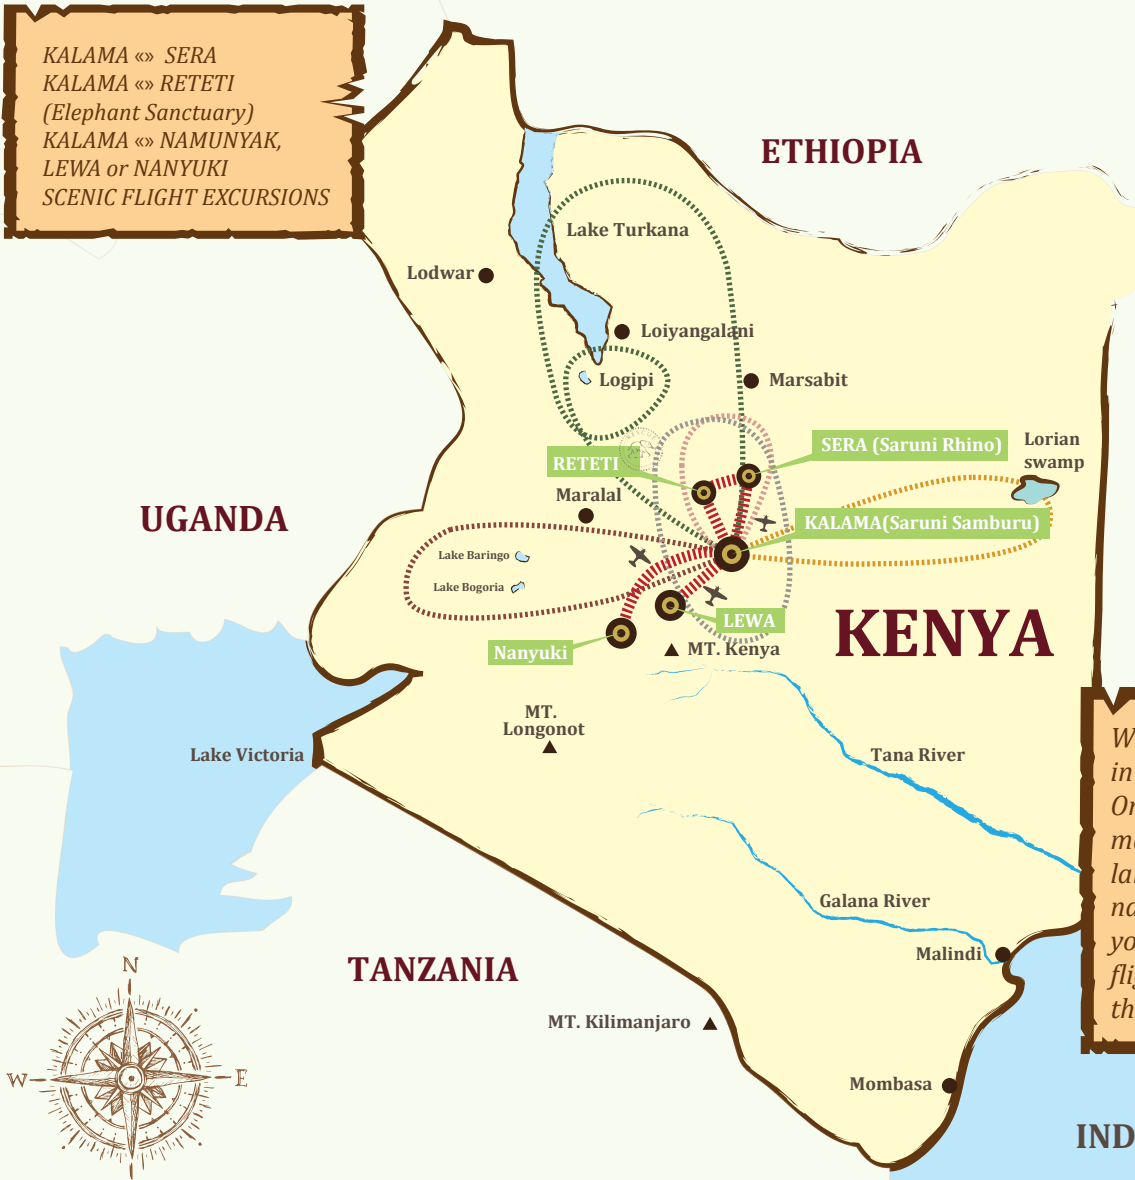 KALAMA «» SERA
KALAMA «» RETETI
(Elephant Sanctuary)
KALAMA «» NAMUNYAK,
LEWA or NANYUKI
SCENIC FLIGHT EXCURSIONS
ETHIOPIA
Lake Turkana
Lodwar
Loiyangalani
Logipi
Marsabit
SERA (Saruni Rhino)
Lorian
swamp
RETETI
Maralal
UGANDA
KALAMA(Saruni Samburu)
Lake Baringo
Lake Bogoria
LEWA
KENYA
Nanyuki
MT. Kenya
MT.
Longonot
Lake Victoria
Tana River
in
Galana River
Malindi
TANZANIA
MT. Kilimanjaro
Mombasa
N
W
E
S
IND